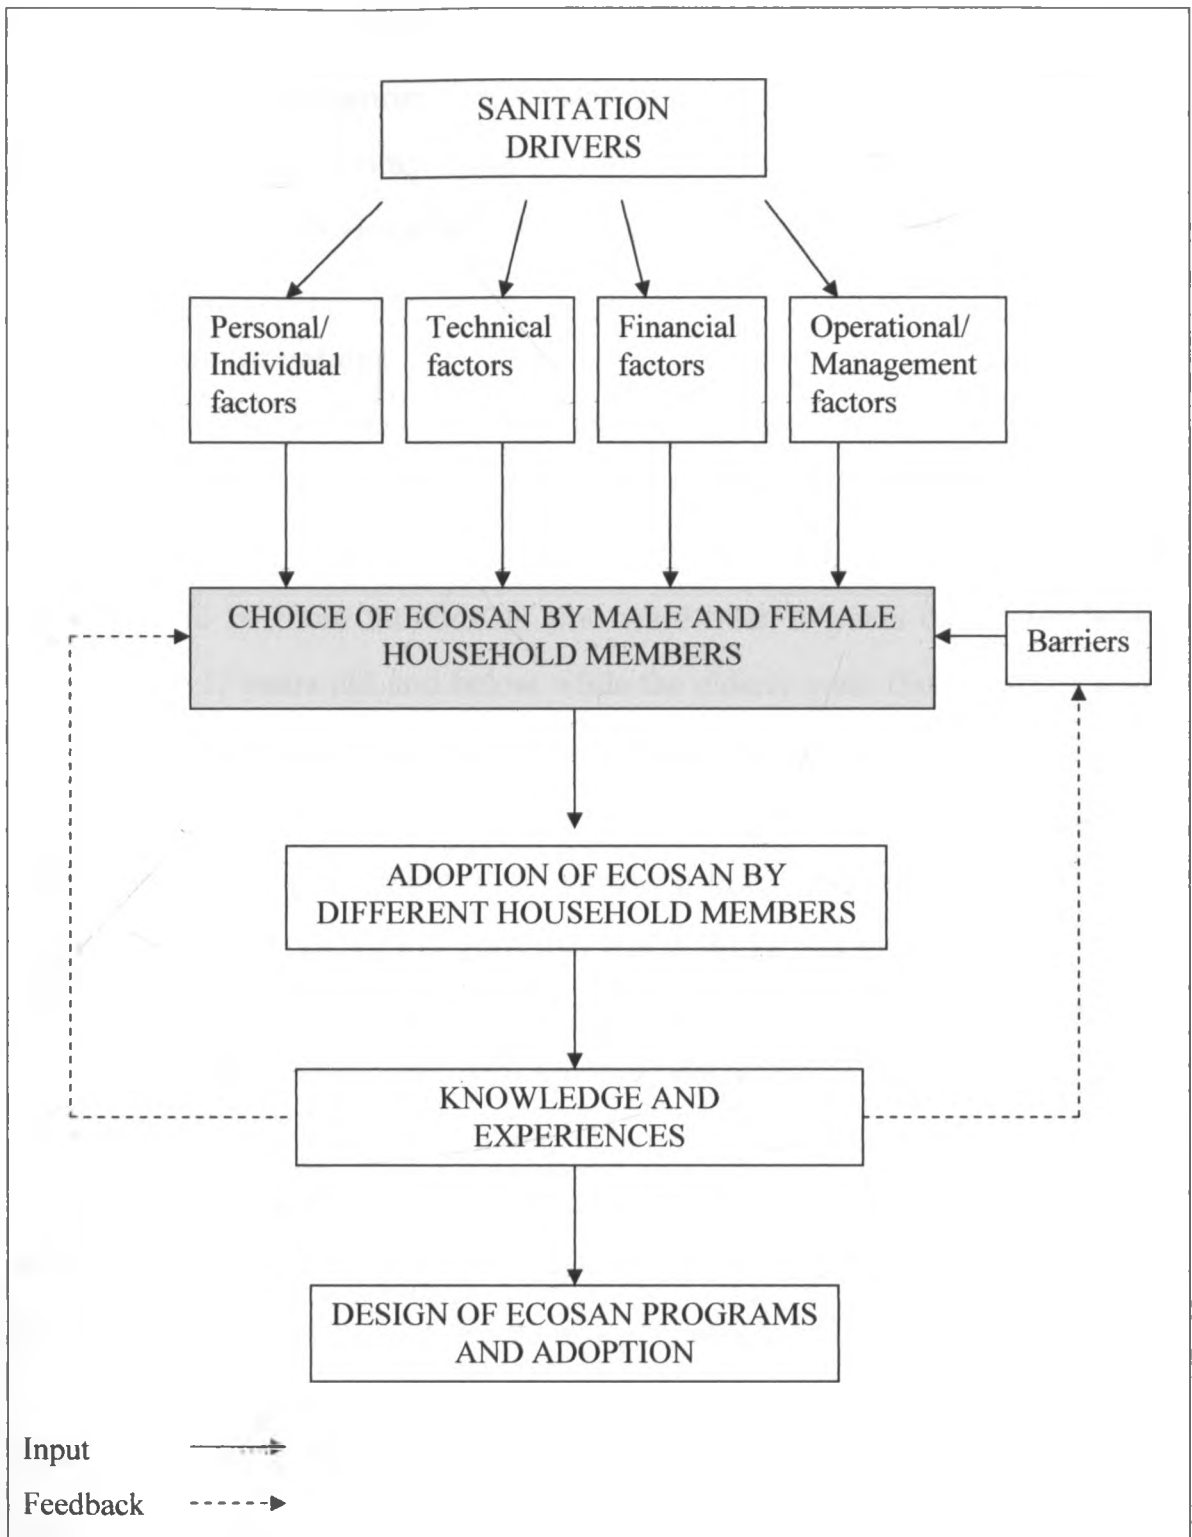 SANITATION
DRIVERS
Personal/
Individual
factors
Technical
factors
Financial
factors
Operational/
Management
factors
CHOICE OF ECOSAN BY MALE AND FEMALE
HOUSEHOLD MEMBERS
Barriers
ADOPTION OF ECOSAN BY
DIFFERENT HOUSEHOLD MEMBERS
KNOWLEDGE AND
EXPERIENCES
DESIGN OF ECOSAN PROGRAMS
AND ADOPTION
Input
Feedback